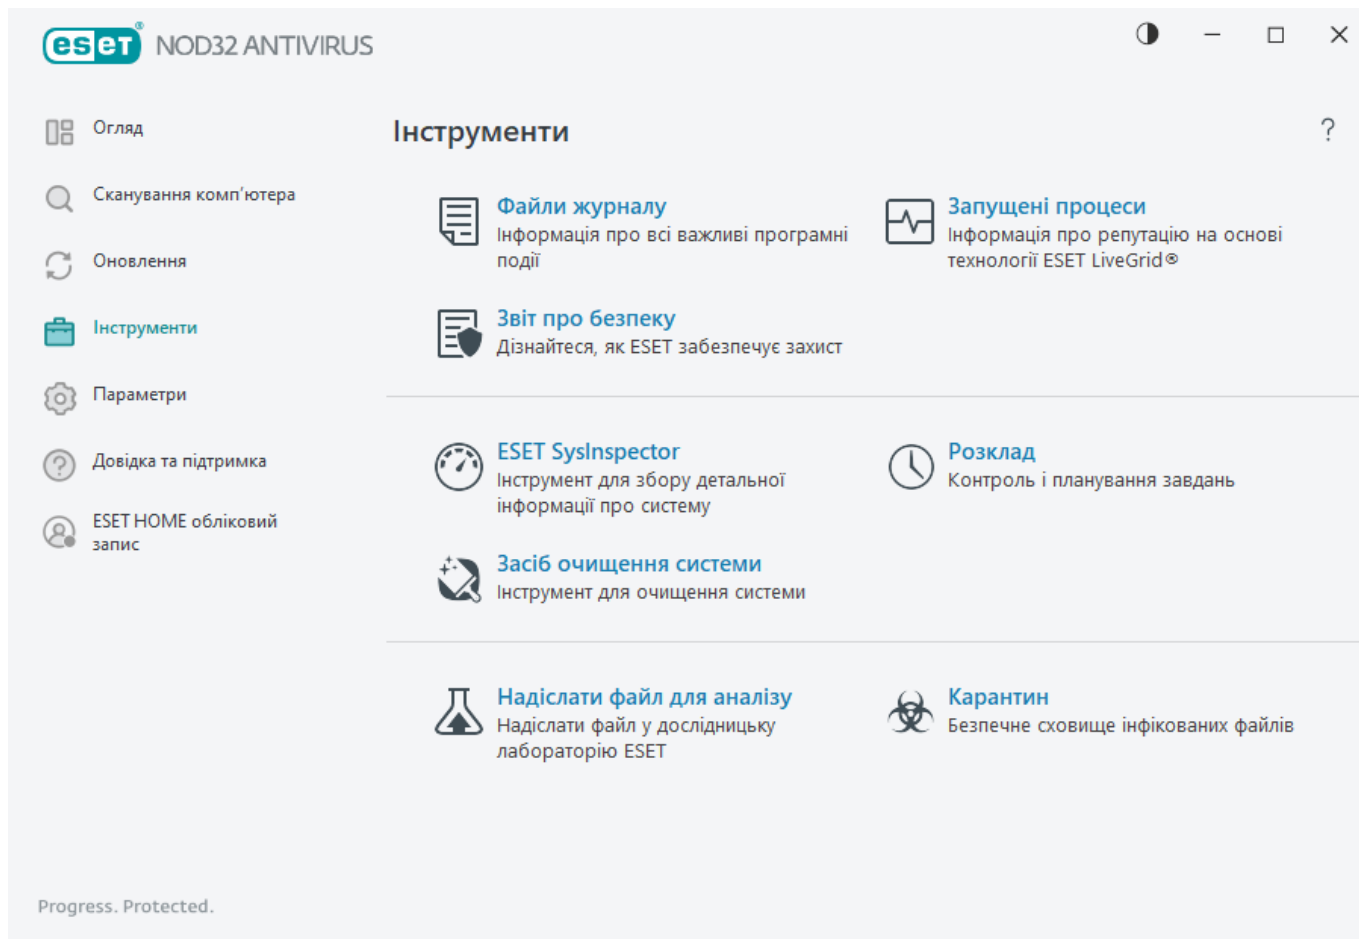 eset® NOD32 ANTIVIRUS
Огляд
Сканування комп'ютера
Оновлення
Інструменти
Параметри
Довідка та підтримка
ESET HOME обліковий
запис
Інструменти
?
Файли журналу
Інформація про всі важливі програмні
події
Запущені процеси
Інформація про репутацію на основі
технології ESET LiveGrid®
Звіт про безпеку
Дізнайтеся, як ESET забезпечує захист
ESET SysInspector
Інструмент для збору детальної
інформації про систему
Розклад
Контроль і планування завдань
Засіб очищення системи
Інструмент для очищення системи
Надіслати файл для аналізу
Надіслати файл у дослідницьку
лабораторію ESET
Карантин
Безпечне сховище інфікованих файлів
Progress. Protected.